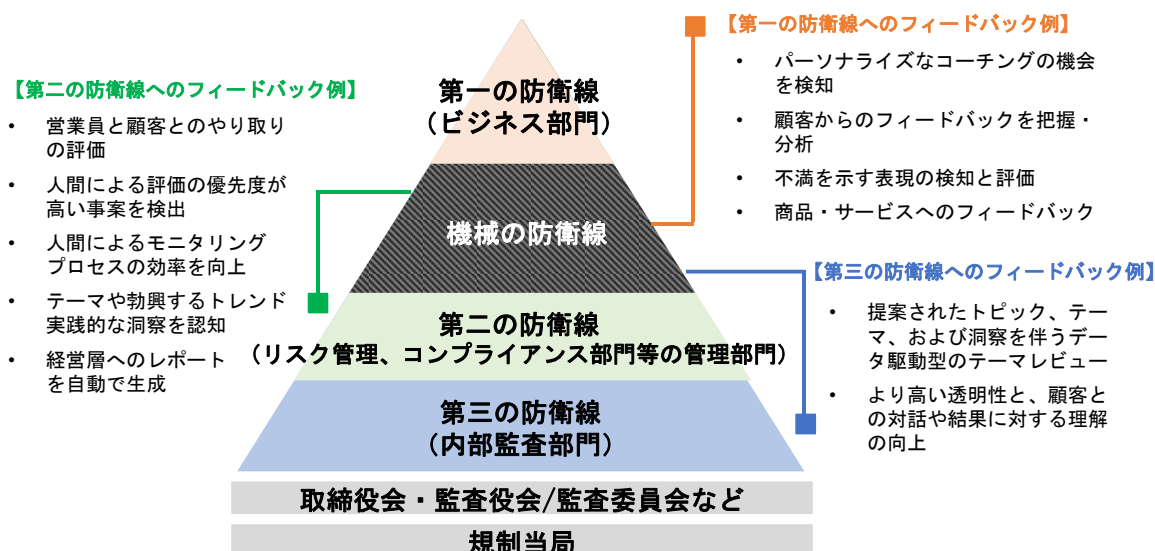 【第一の防衛線へのフィードバック例】
• パーソナライズなコーチングの機会
を検知
• 顧客からのフィードバックを把握・
分析
• 不満を示す表現の検知と評価
• 商品・サービスへのフィードバック
【第二の防衛線へのフィードバック例】
• 営業員と顧客とのやり取り
の評価
• 人間による評価の優先度が
高い事案を検出
• 人間によるモニタリング
プロセスの効率を向上
• テーマや勃興するトレンド
実践的な洞察を認知
• 経営層へのレポート
を自動で生成
第一の防衛線
（ビジネス部門）
機械の防衛線
第二の防衛線
（リスク管理、コンプライアンス部門等の管理部門）
第三の防衛線
（内部監査部門）
【第三の防衛線へのフィードバック例】
• 提案されたトピック、テー
マ、および洞察を伴うデー
タ駆動型のテーマレビュー
• より高い透明性と、顧客と
の対話や結果に対する理解
の向上
取締役会・監査役会/監査委員会など
規制当局